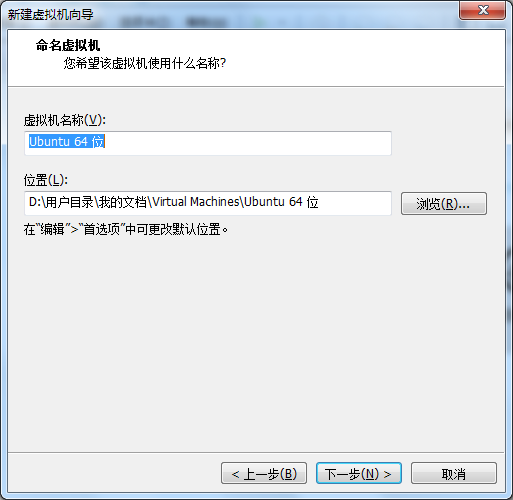 新建虚拟机向导
命名虚拟机
您希望该虚拟机使用什么名称?
虚拟机名称(V):
Ubuntu 64 位
位置(L):
D:\用户目录\我的文档\Virtual Machines\Ubuntu 64 位
浏览(R)...
在“编辑”>“首选项”中可更改默认位置。
< 上一步(B)
下一步(N) >
取消